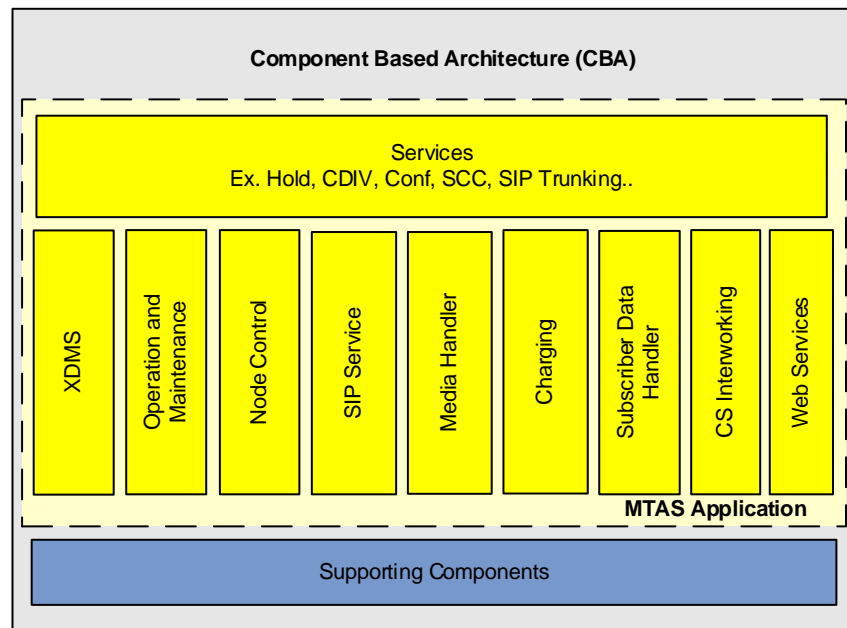 Component Based Architecture (CBA)
Services
Ex. Hold, CDIV, Conf, SCC, SIP Trunking..
XDMS
Operation and
Maintenance
Node Control
SIP Service
Media Handler
Charging
Subscriber Data
Handler
CS Interworking
Web Services
MTAS Application
Supporting Components